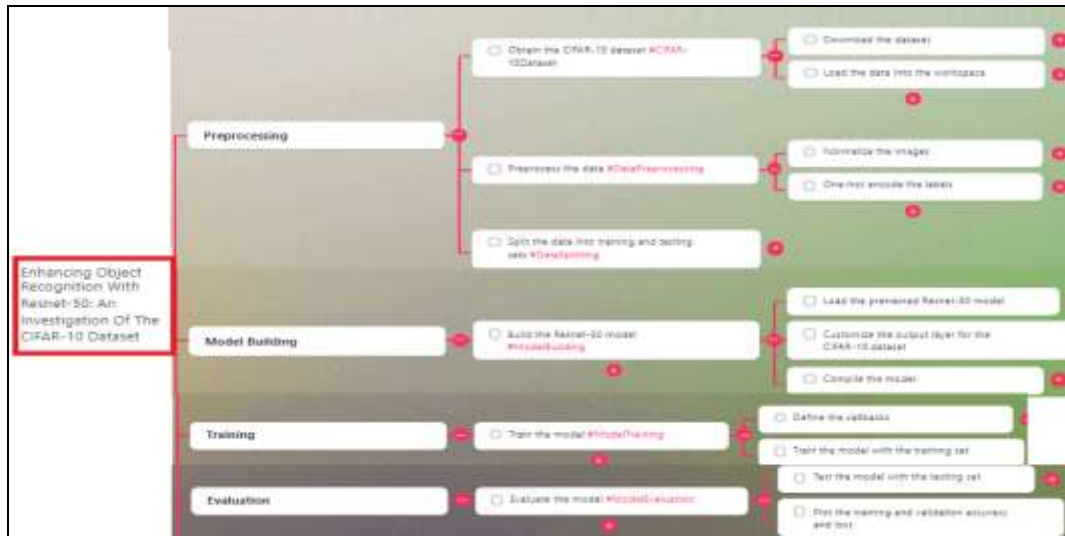 Enhancing Object
Recognition With
Resnet-50: An
Investigation Of The
CIFAR-10 Dataset
Preprocessing
Obtain the CIFAR-10 dataset #CIFAR-
10Dataset
Download the dataset
Load the data into the workspace
Preprocess the data #DataPreprocessing
Normalize the images
One-hot encode the labels
Split the data into training and testing
sets #DataSplitting
Model Building
Build the Resnet-50 model
#ModelBuilding
Load the pretrained Resnet-50 model
Customize the output layer for the
CIFAR-10 dataset
Compile the model
Training
Train the model #ModelTraining
Define the callbacks
Train the model with the training set
Evaluation
Evaluate the model #ModelEvaluation
Test the model with the testing set
Plot the training and validation accuracy
and loss